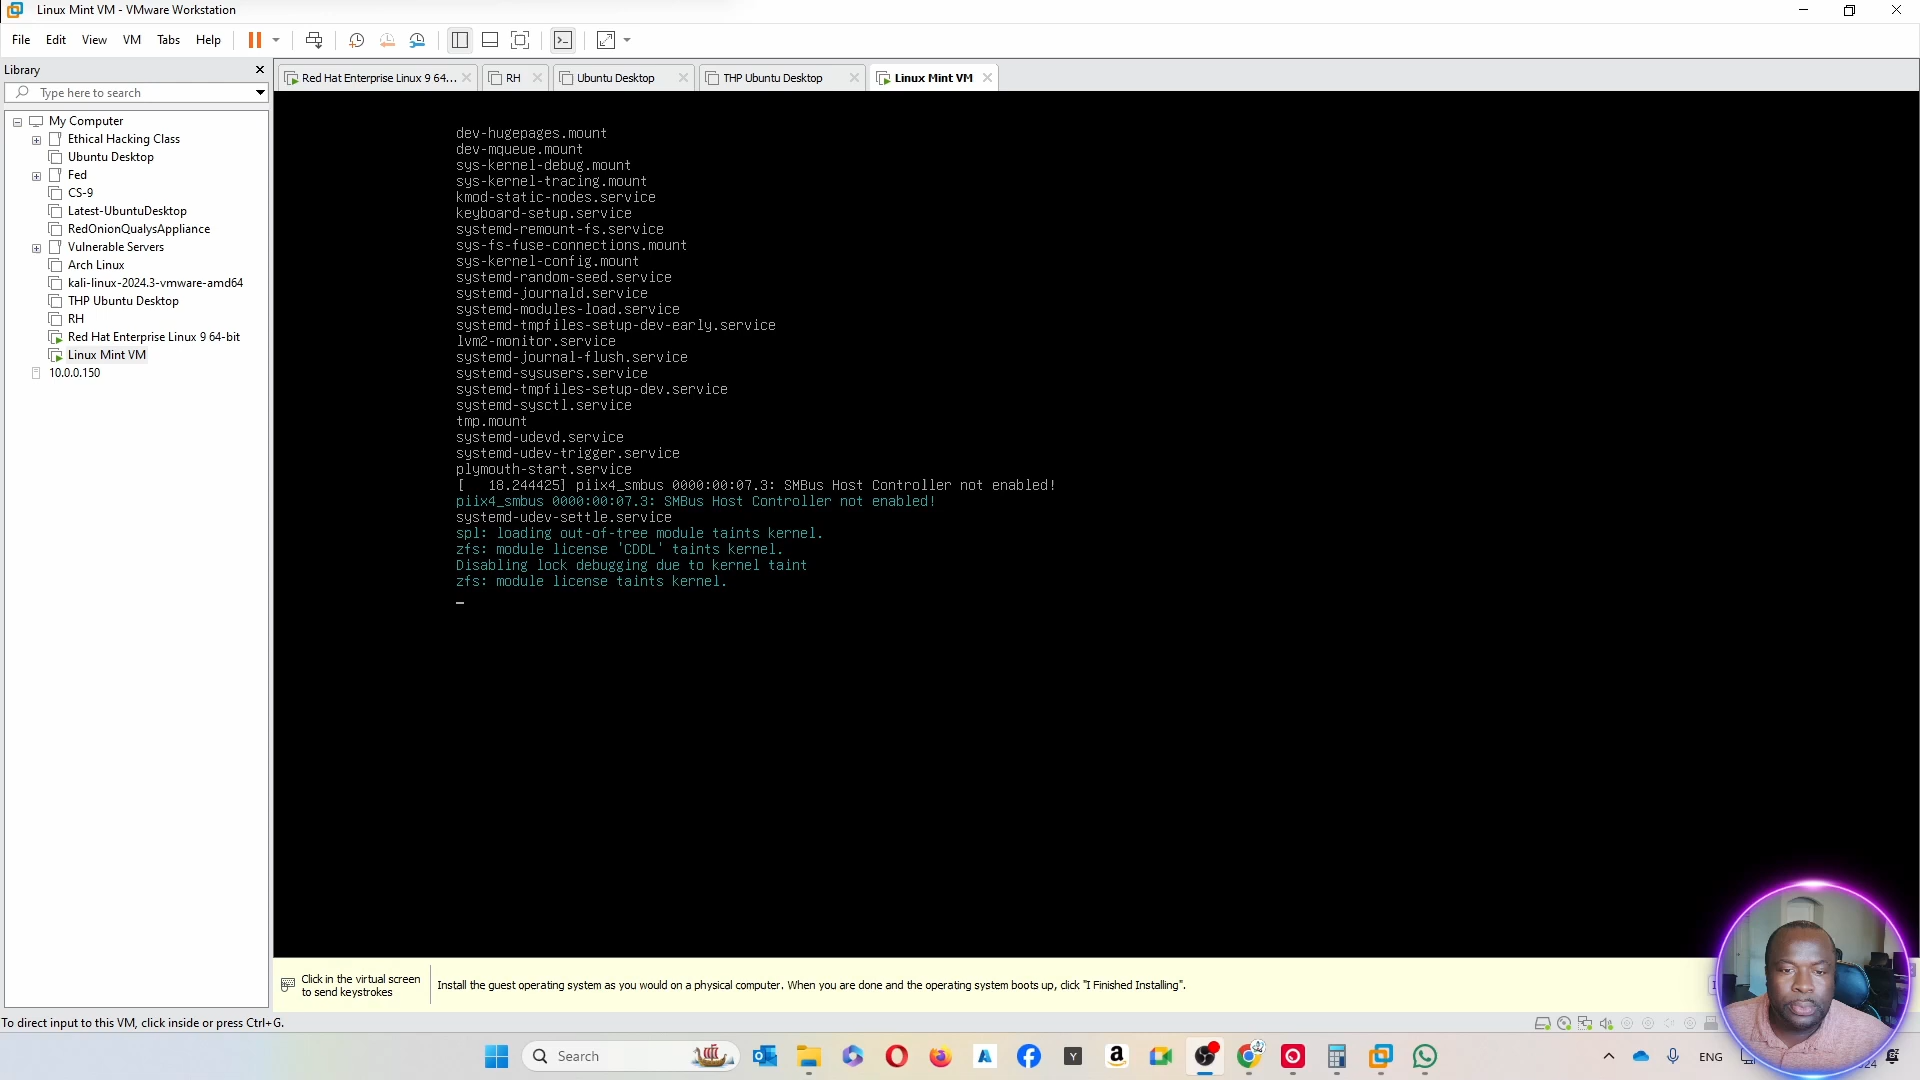 Linux Mint VM - VMware Workstation
File Edit View VM Tabs Help
Library
Type here to search
My Computer
Ethical Hacking Class
Ubuntu Desktop
Fed
CS-9
Latest-UbuntuDesktop
RedOnionQualysAppliance
Vulnerable Servers
Arch Linux
kali-linux-2024.3-vmware-amd64
THP Ubuntu Desktop
RH
Red Hat Enterprise Linux 9 64-bit
Linux Mint VM
10.0.0.150
Red Hat Enterprise Linux 9 64... RH Ubuntu Desktop THP Ubuntu Desktop Linux Mint VM
dev-hugepages.mount
dev-mqueue.mount
sys-kernel-debug.mount
sys-kernel-tracing.mount
kmod-static-nodes.service
keyboard-setup.service
systemd-remount-fs.service
sys-fs-fuse-connections.mount
sys-kernel-config.mount
systemd-random-seed.service
systemd-journald.service
systemd-modules-load.service
systemd-tmpfiles-setup-dev-early.service
lvm2-monitor.service
systemd-journal-flush.service
systemd-sysusers.service
systemd-tmpfiles-setup-dev.service
systemd-sysctl.service
tmp.mount
systemd-udevd.service
systemd-udev-trigger.service
plymouth-start.service
[ 18.244425] piix4_smbus 0000:00:07.3: SMBus Host Controller not enabled!
piix4_smbus 0000:00:07.3: SMBus Host Controller not enabled!
systemd-udev-settle.service
spl: loading out-of-tree module taints kernel.
zfs: module license 'CDDL' taints kernel.
Disabling lock debugging due to kernel taint
zfs: module license taints kernel.
Click in the virtual screen
to send keystrokes
Install the guest operating system as you would on a physical computer. When you are done and the operating system boots up, click "I Finished Installing".
To direct input to this VM, click inside or press Ctrl+G.
Search
ENG